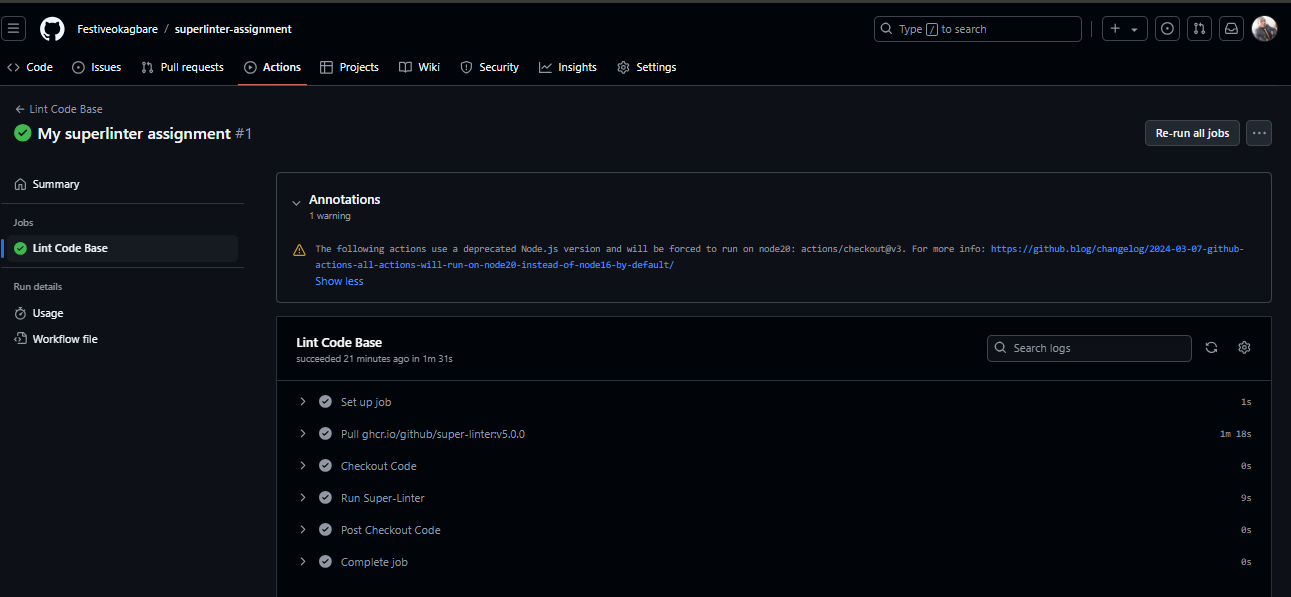 Festiveokagbare / superlinter-assignment
Type / to search
Code Issues Pull requests Actions Projects Wiki Security Insights Settings
← Lint Code Base
My superlinter assignment #1
Re-run all jobs
Summary
Jobs
Lint Code Base
Run details
Usage
Workflow file
Annotations
1 warning
The following actions use a deprecated Node.js version and will be forced to run on node20: actions/checkout@v3. For more info: https://github.blog/changelog/2024-03-07-github-
actions-all-actions-will-run-on-node20-instead-of-node16-by-default/
Show less
Lint Code Base
succeeded 21 minutes ago in 1m 31s
Search logs
Set up job 1s
Pull ghcr.io/github/super-linter:v5.0.0 1m 18s
Checkout Code 0s
Run Super-Linter 9s
Post Checkout Code 0s
Complete job 0s